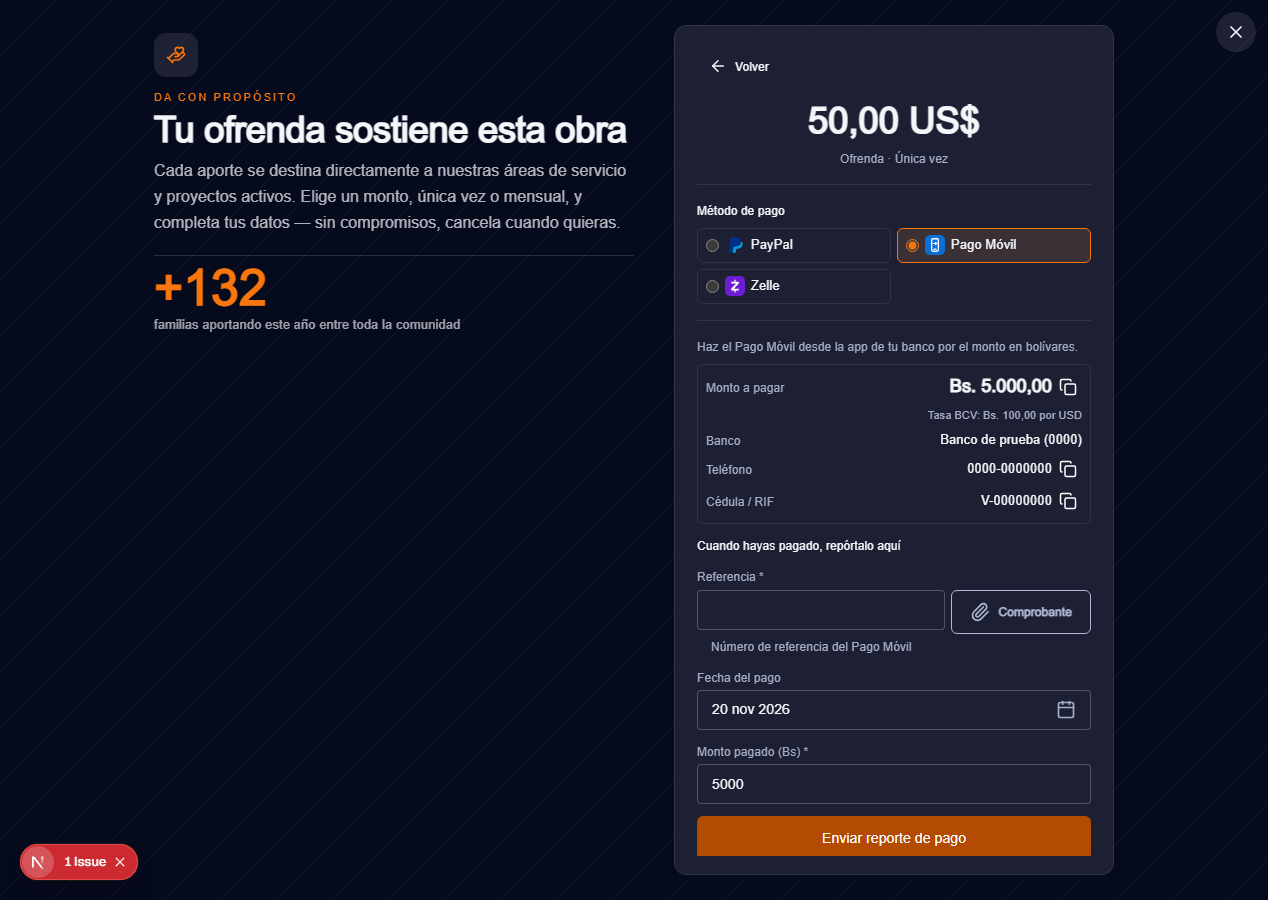 DA CON PROPÓSITO
Tu ofrenda sostiene esta obra
Cada aporte se destina directamente a nuestras áreas de servicio
y proyectos activos. Elige un monto, única vez o mensual, y
completa tus datos — sin compromisos, cancela cuando quieras.
+132
familias aportando este año entre toda la comunidad
Volver
50,00 US$
Ofrenda · Única vez
Método de pago
PayPal
Pago Móvil
Zelle
Haz el Pago Móvil desde la app de tu banco por el monto en bolívares.
Monto a pagar Bs. 5.000,00
Tasa BCV: Bs. 100,00 por USD
Banco Banco de prueba (0000)
Teléfono 0000-0000000
Cédula / RIF V-00000000
Cuando hayas pagado, repórtalo aquí
Referencia *
Comprobante
Número de referencia del Pago Móvil
Fecha del pago
20 nov 2026
Monto pagado (Bs) *
5000
Enviar reporte de pago
N 1 Issue